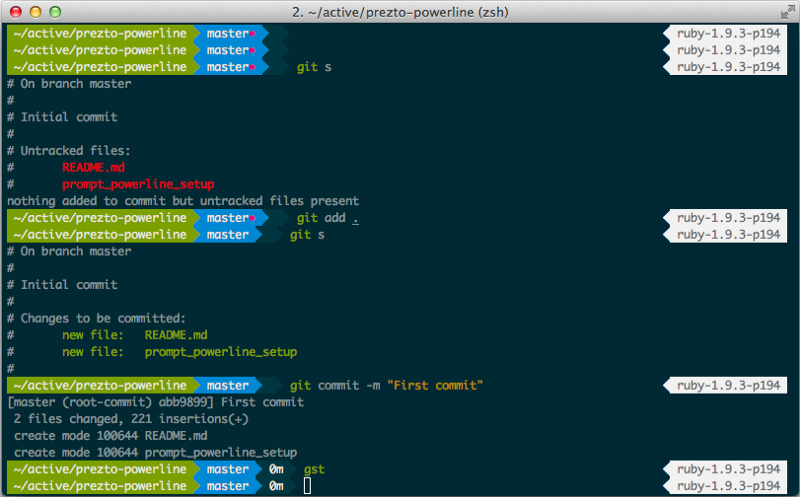 2. ~/active/prezto-powerline (zsh)
~/active/prezto-powerline master ruby-1.9.3-p194
~/active/prezto-powerline master ruby-1.9.3-p194
~/active/prezto-powerline master git s ruby-1.9.3-p194
# On branch master
#
# Initial commit
#
# Untracked files:
# README.md
# prompt_powerline_setup
nothing added to commit but untracked files present
~/active/prezto-powerline master git add . ruby-1.9.3-p194
~/active/prezto-powerline master git s ruby-1.9.3-p194
# On branch master
#
# Initial commit
#
# Changes to be committed:
# new file: README.md
# new file: prompt_powerline_setup
#
~/active/prezto-powerline master git commit -m "First commit" ruby-1.9.3-p194
[master (root-commit) abb9899] First commit
2 files changed, 221 insertions(+)
create mode 100644 README.md
create mode 100644 prompt_powerline_setup
~/active/prezto-powerline master 0m gst ruby-1.9.3-p194
~/active/prezto-powerline master 0m ruby-1.9.3-p194